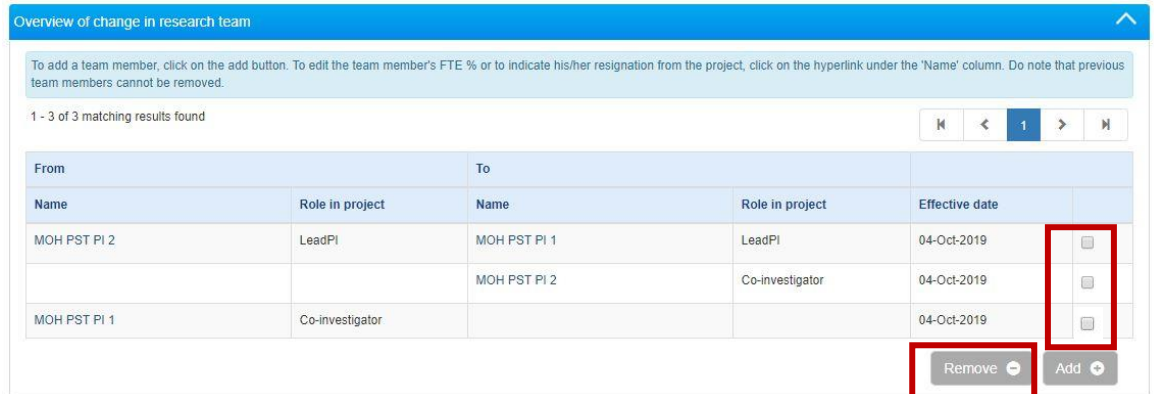 Overview of change in research team
To add a team member, click on the add button. To edit the team member's FTE % or to indicate his/her resignation from the project, click on the hyperlink under the 'Name' column. Do note that previous
team members cannot be removed.
1 - 3 of 3 matching results found
1
From To
Name Role in project Name Role in project Effective date
MOH PST PI 2 LeadPI MOH PST PI 1 LeadPI 04-Oct-2019
MOH PST PI 2 Co-investigator 04-Oct-2019
MOH PST PI 1 Co-investigator 04-Oct-2019
Remove Add